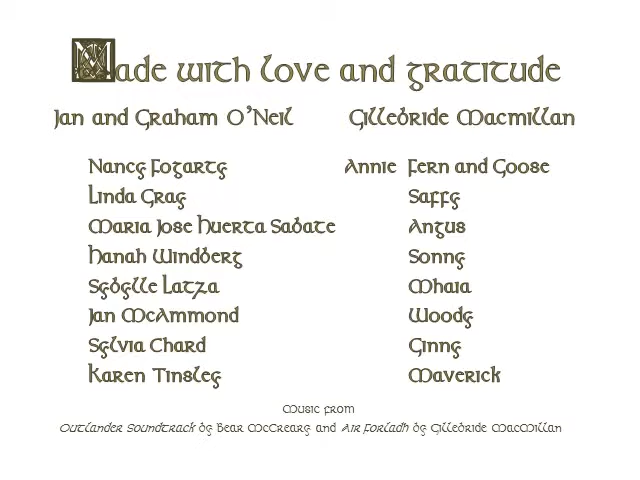 Made with love and gratitude
Jan and Graham O'Neil Gillebride Macmillan
Nancy Fogarty Annie Fern and Goose
Linda Gray Saffy
Maria Jose Huerta Sabate Angus
Hanah Windberg Sonny
Sybylle Latza Mhaia
Jan McAmmond Woody
Sylvia Chard Ginny
Karen Tinsley Maverick
Music from
Outlander Soundtrack by Bear McCreary and Air Forladh by Gillebride MacMillan